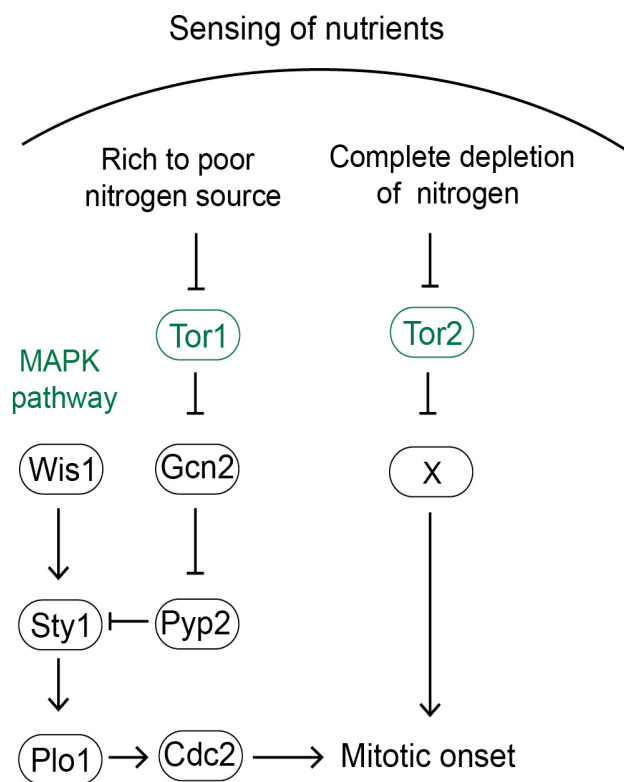 Sensing of nutrients
Rich to poor
nitrogen source
Complete depletion
of nitrogen
Tor1
Tor2
MAPK
pathway
Wis1
Gcn2
X
Sty1
Pyp2
Plo1
Cdc2
Mitotic onset